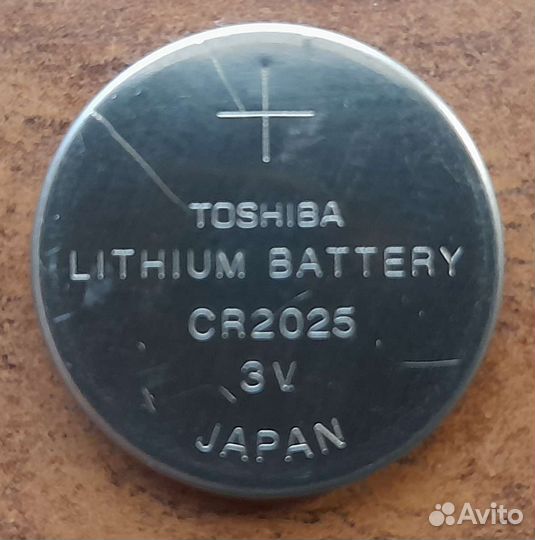 +
TOSHIBA
LITHIUM BATTERY
CR2025
3V
JAPAN
Avito